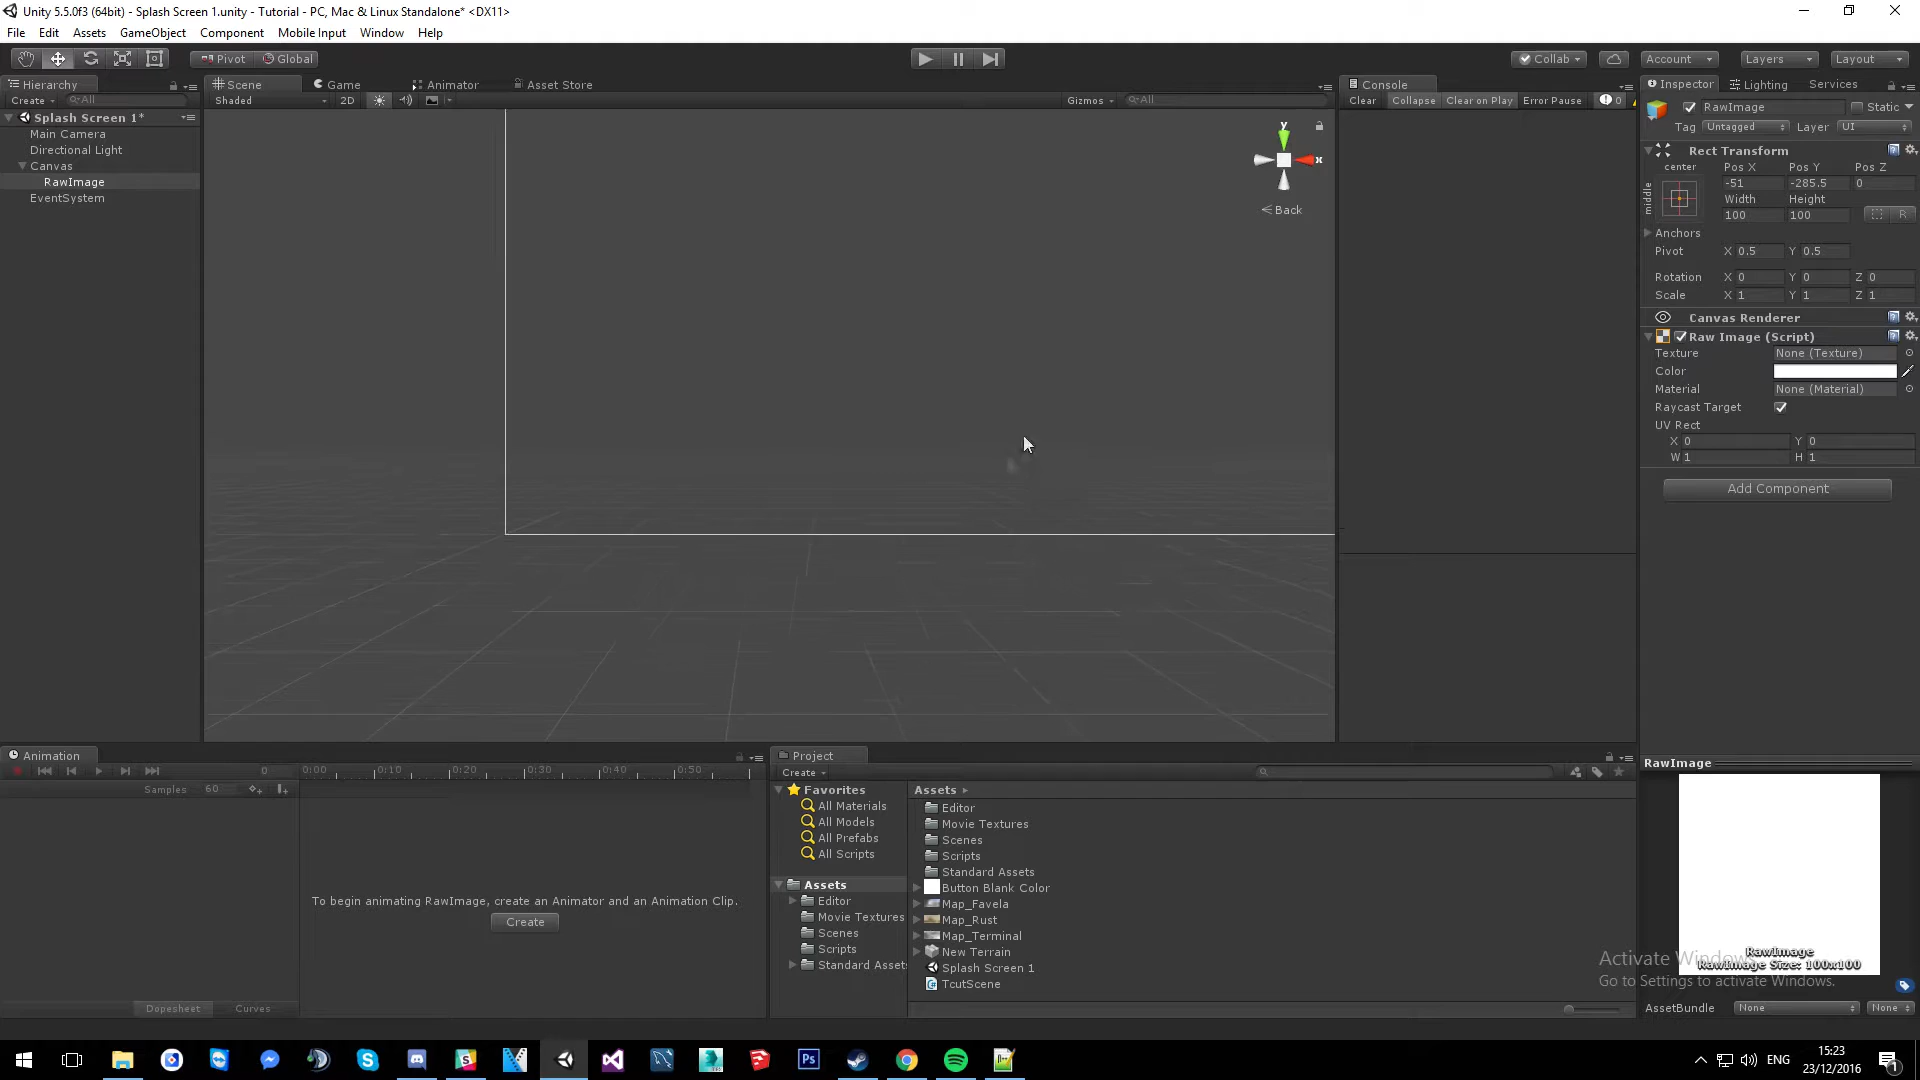 Unity 5.5.0f3 (64bit) - Splash Screen 1.unity - Tutorial - PC, Mac & Linux Standalone* <DX11>
File Edit Assets GameObject Component Mobile Input Window Help
Pivot Global Collab Account Layers Layout
Hierarchy Scene Game Animator Asset Store Console Inspector Lighting Services
Create All Shaded 2D Gizmos All Clear Collapse Clear on Play Error Pause 0
RawImage Static
Splash Screen 1*
Main Camera
Directional Light
Canvas
RawImage
EventSystem
y
x
Back
Tag Untagged Layer UI
Rect Transform
center Pos X Pos Y Pos Z
middle
-51 -285.5 0
Width Height
100 100 R
Anchors
Pivot X 0.5 Y 0.5
Rotation X 0 Y 0 Z 0
Scale X 1 Y 1 Z 1
Canvas Renderer
Raw Image (Script)
Texture None (Texture)
Color
Material None (Material)
Raycast Target
UV Rect
X 0 Y 0
W 1 H 1
Add Component
Animation
0 0:00 0:10 0:20 0:30 0:40 0:50
Samples 60
To begin animating RawImage, create an Animator and an Animation Clip.
Create
Dopesheet Curves
Project
Create
Favorites
All Materials
All Models
All Prefabs
All Scripts
Assets
Editor
Movie Textures
Scenes
Scripts
Standard Assets
Assets
Editor
Movie Textures
Scenes
Scripts
Standard Assets
Button Blank Color
Map_Favela
Map_Rust
Map_Terminal
New Terrain
Splash Screen 1
TcutScene
RawImage
RawImage
RawImage Size: 100x100
Activate Windows
Go to Settings to activate Windows.
AssetBundle None None
Ps
ENG
15:23
23/12/2016
1